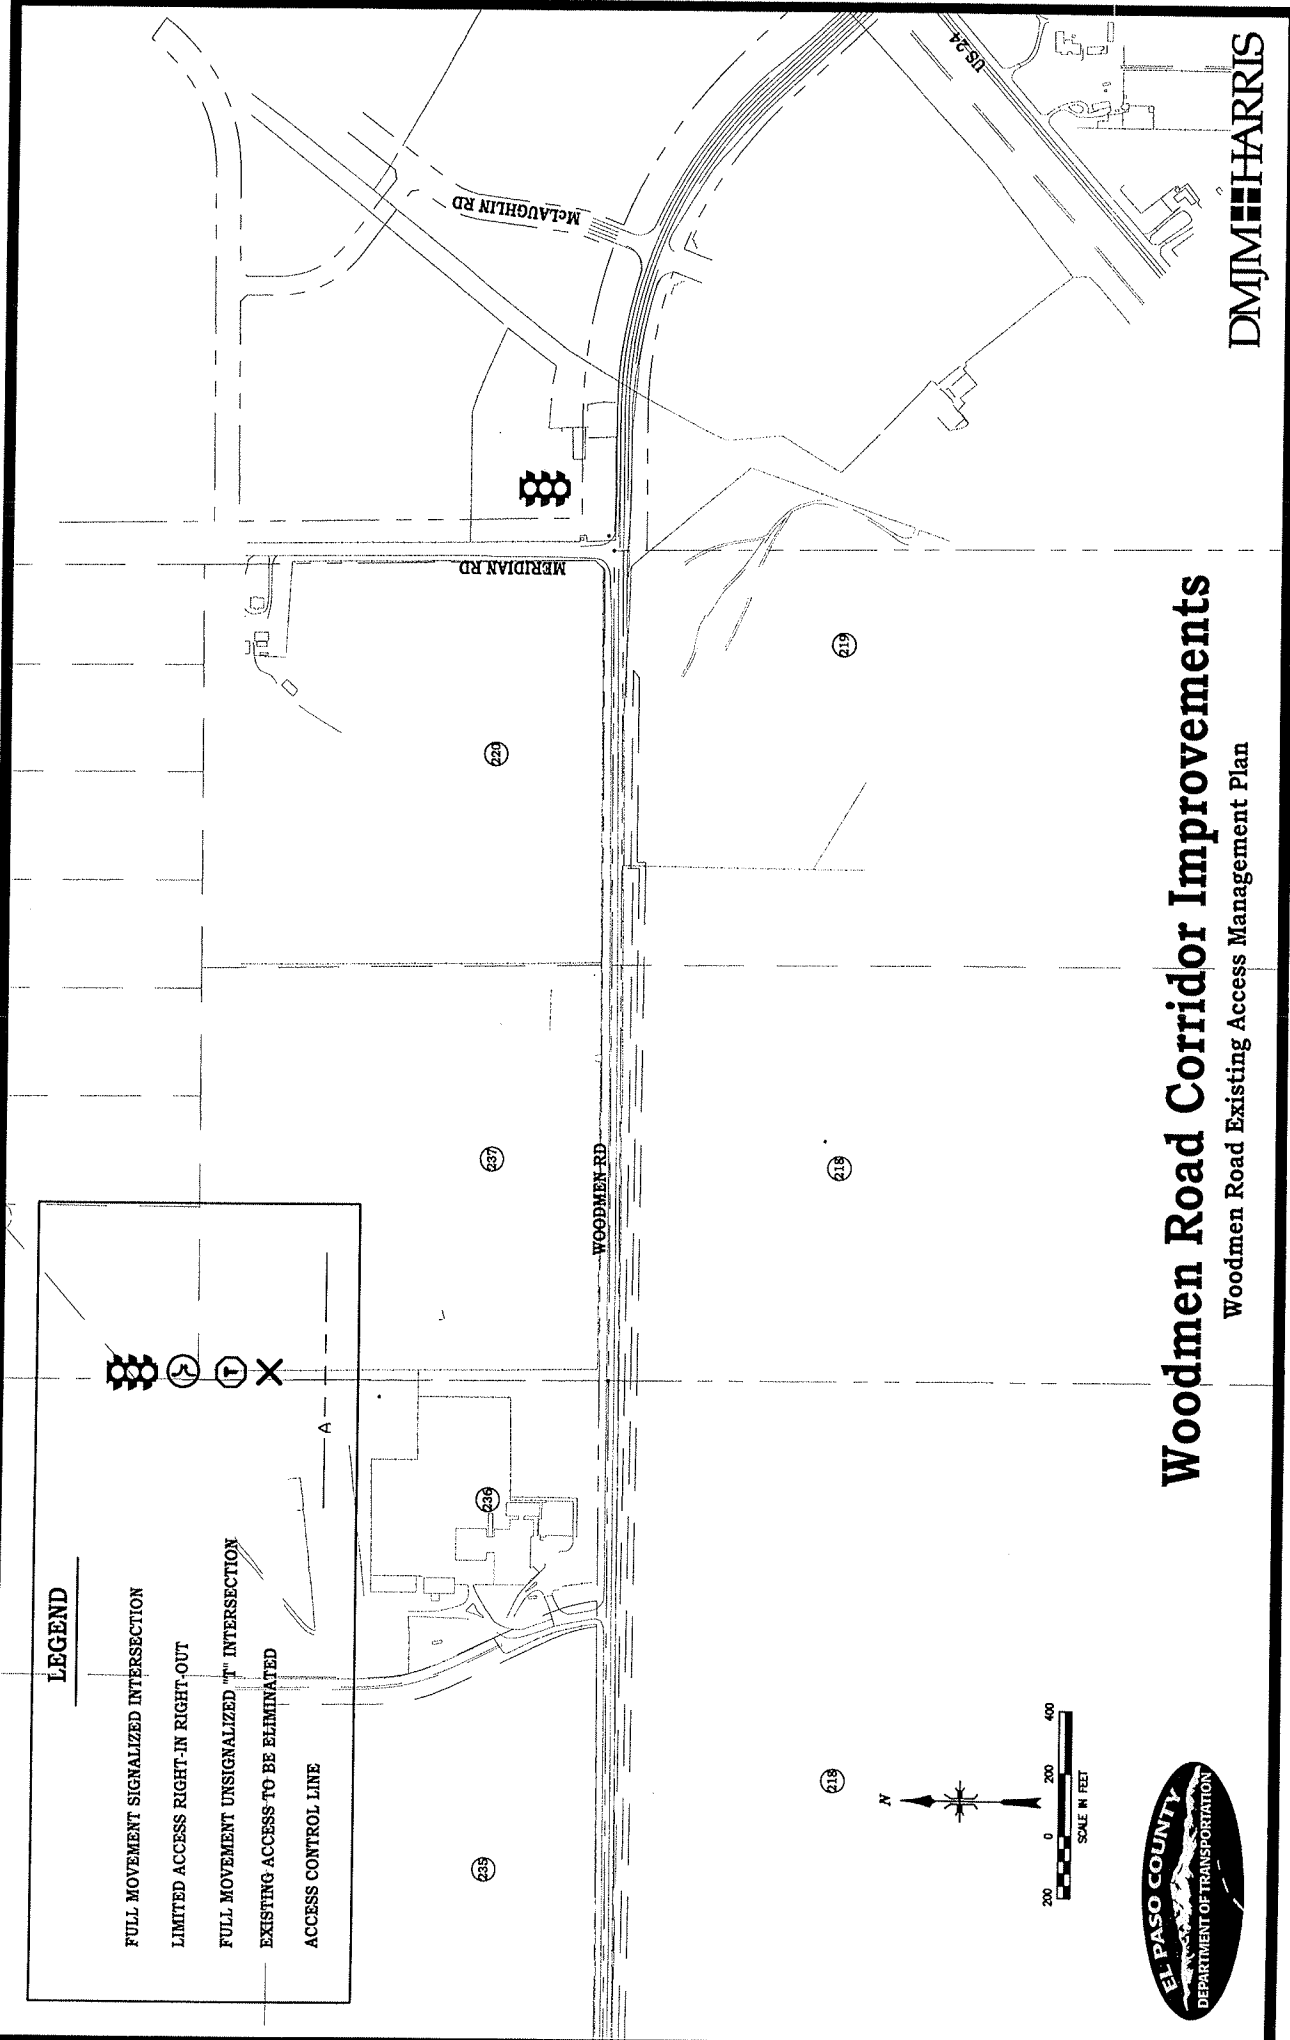 LEGEND
FULL MOVEMENT SIGNALIZED INTERSECTION
LIMITED ACCESS RIGHT-IN RIGHT-OUT
FULL MOVEMENT UNSIGNALIZED "T" INTERSECTION
EXISTING ACCESS TO BE ELIMINATED
ACCESS CONTROL LINE
A
US 24
McLAUGHLIN RD
MERIDIAN RD
WOODMEN RD
235
236
237
220
218
218
219
N
200 0 200 400
SCALE IN FEET
EL PASO COUNTY
DEPARTMENT OF TRANSPORTATION
Woodmen Road Corridor Improvements
Woodmen Road Existing Access Management Plan
DMJM HARRIS